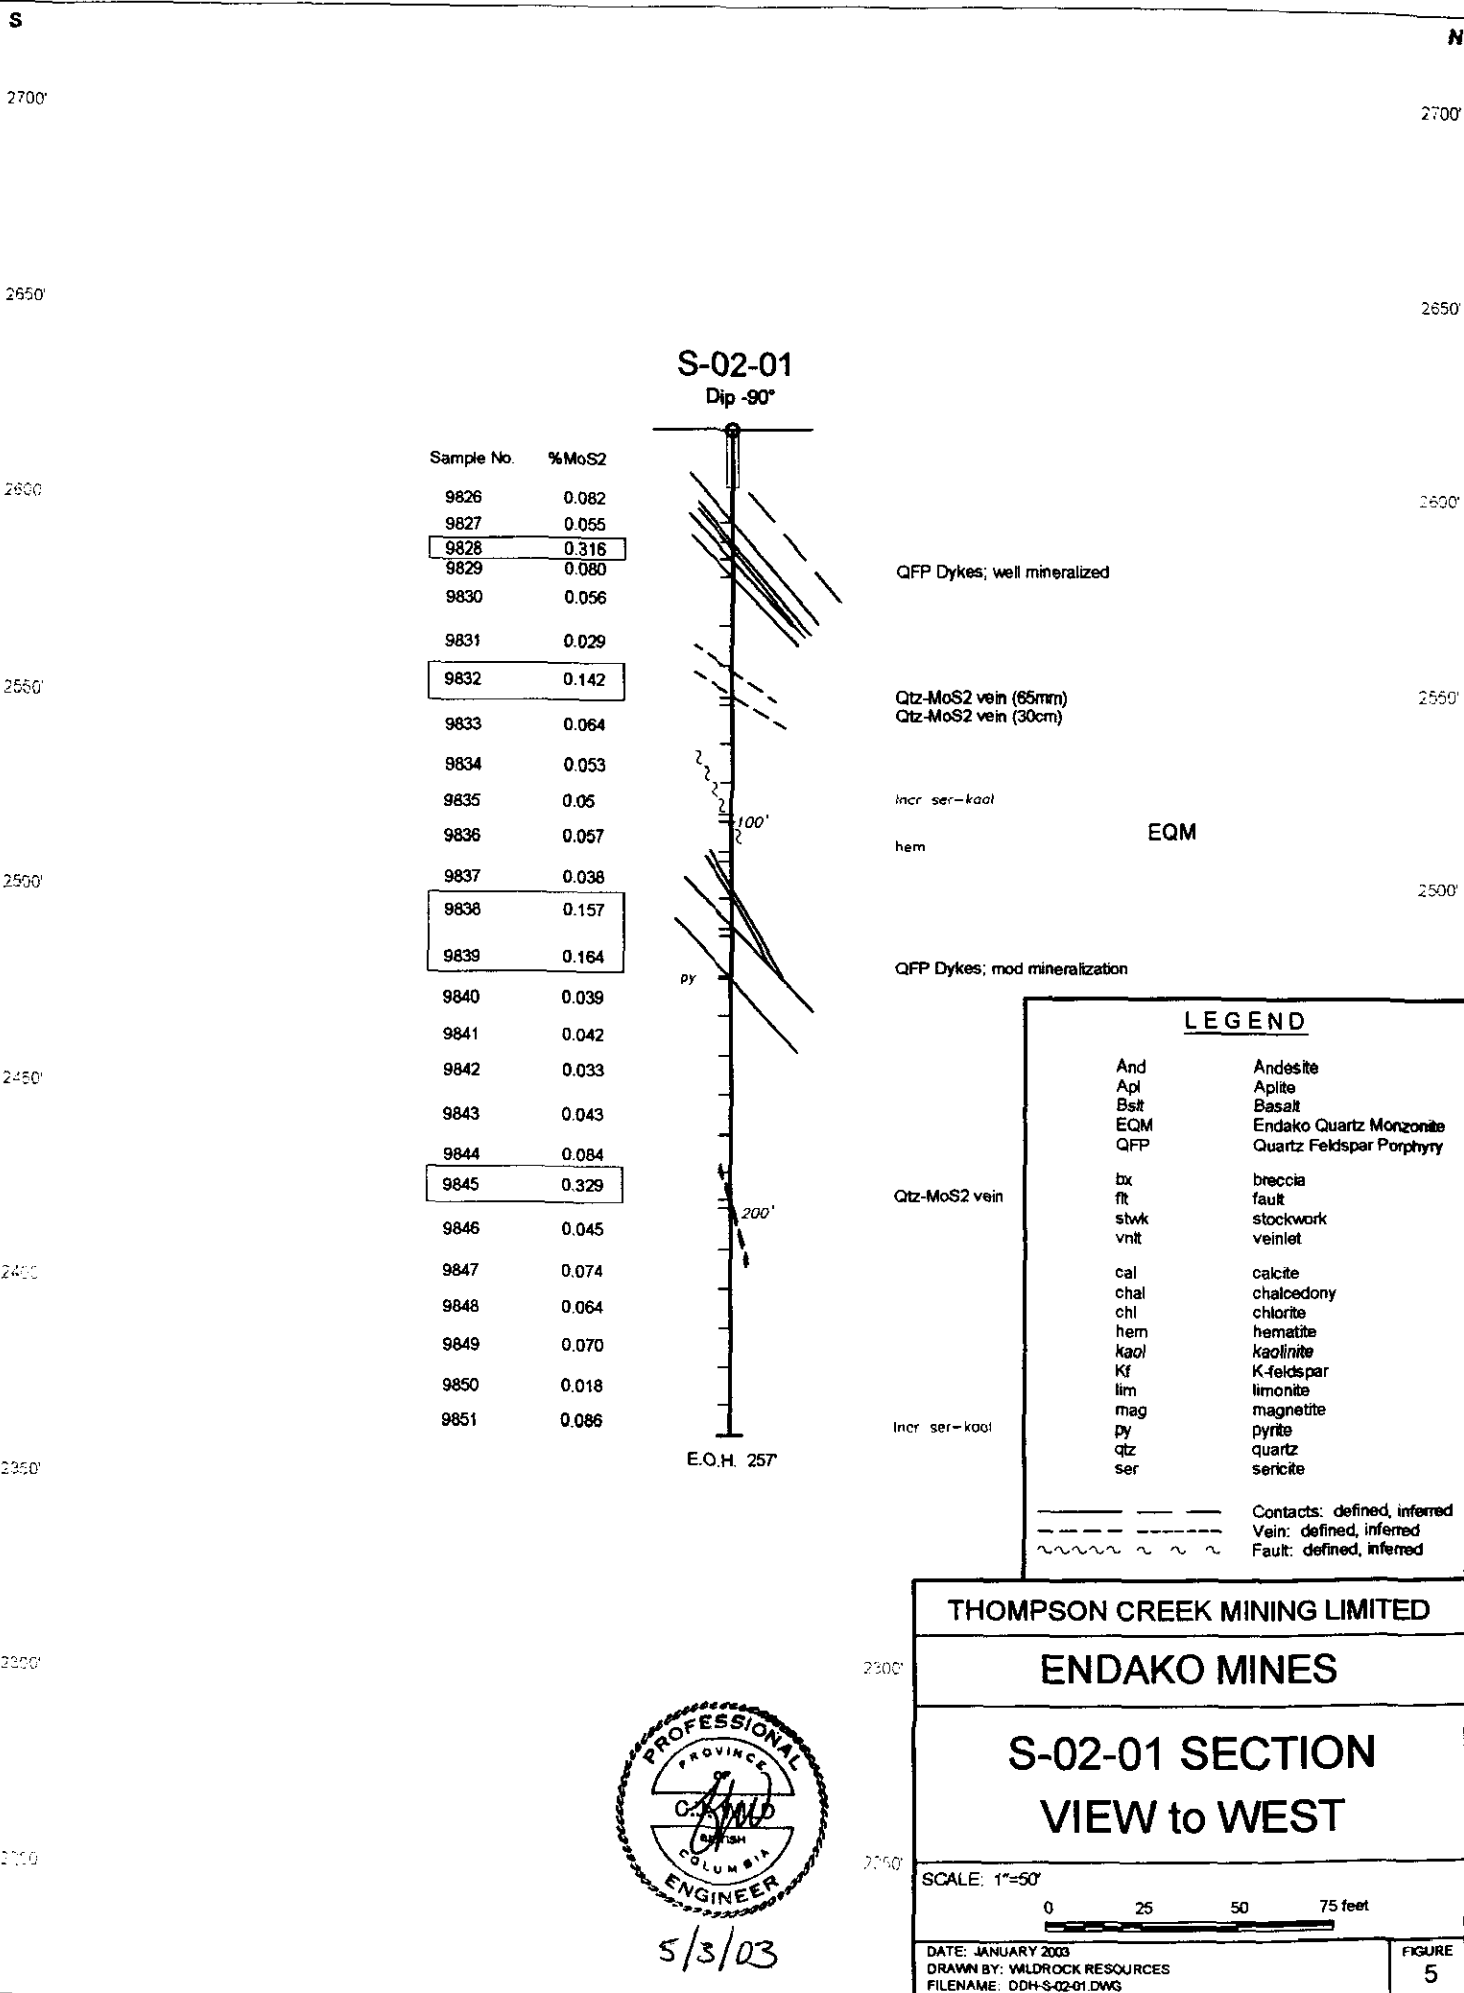 S
N
2700'
2700'
2650'
2650'
S-02-01
Dip -90°
Sample No. %MoS2
2600
2600'
9826 0.082
9827 0.055
9828 0.316
9829 0.080
9830 0.056
9831 0.029
9832 0.142
9833 0.064
9834 0.053
9835 0.05
9836 0.057
9837 0.038
9838 0.157
9839 0.164
9840 0.039
9841 0.042
9842 0.033
9843 0.043
9844 0.084
9845 0.329
9846 0.045
9847 0.074
9848 0.064
9849 0.070
9850 0.018
9851 0.086
QFP Dykes; well mineralized
2550'
2550'
Qtz-MoS2 vein (65mm)
Qtz-MoS2 vein (30cm)
Incr ser-kaol
100'
EQM
hem
2500'
2500'
QFP Dykes; mod mineralization
py
2450'
Qtz-MoS2 vein
200'
2400
Incr ser-kaol
E.O.H. 257'
2350'
LEGEND
And Andesite
Apl Aplite
Bslt Basalt
EQM Endako Quartz Monzonite
QFP Quartz Feldspar Porphyry
bx breccia
flt fault
stwk stockwork
vnlt veinlet
cal calcite
chal chalcedony
chl chlorite
hem hematite
kaol kaolinite
Kf K-feldspar
lim limonite
mag magnetite
py pyrite
qtz quartz
ser sericite
Contacts: defined, inferred
Vein: defined, inferred
Fault: defined, inferred
2300'
2300'
THOMPSON CREEK MINING LIMITED
ENDAKO MINES
S-02-01 SECTION
VIEW to WEST
SCALE: 1"=50'
0 25 50 75 feet
DATE: JANUARY 2003
DRAWN BY: WILDROCK RESOURCES
FILENAME: DDH-S-02-01.DWG
FIGURE
5
PROFESSIONAL
PROVINCE
OF
BRITISH
COLUMBIA
ENGINEER
5/3/03